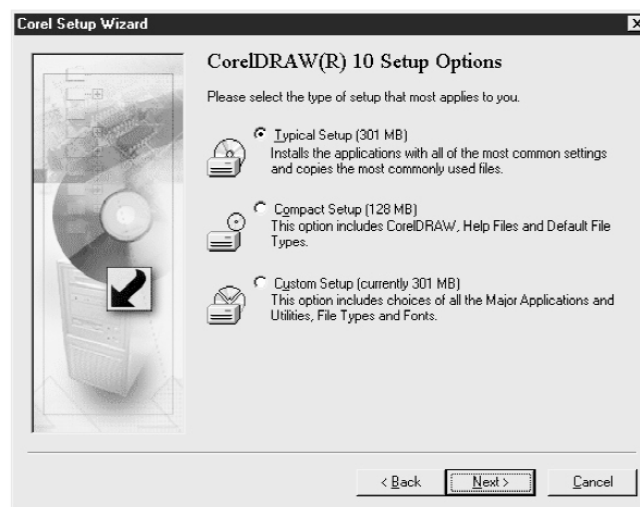 Corel Setup Wizard
CorelDRAW(R) 10 Setup Options
Please select the type of setup that most applies to you.
Typical Setup (301 MB)
Installs the applications with all of the most common settings
and copies the most commonly used files.
Compact Setup (128 MB)
This option includes CorelDRAW, Help Files and Default File
Types.
Custom Setup (currently 301 MB)
This option includes choices of all the Major Applications and
Utilities, File Types and Fonts.
< Back Next > Cancel